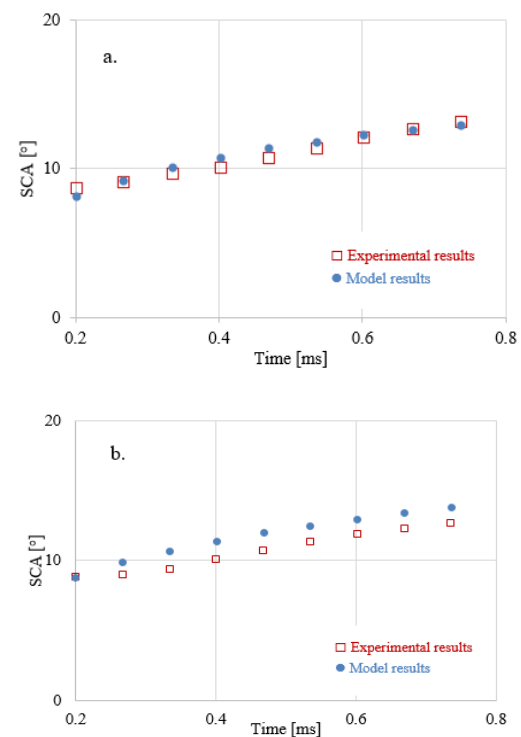 20
a.
SCA [°]
10
Experimental results
Model results
0
0.2 0.4 0.6 0.8
Time [ms]
20
b.
SCA [°]
10
Experimental results
Model results
0
0.2 0.4 0.6 0.8
Time [ms]